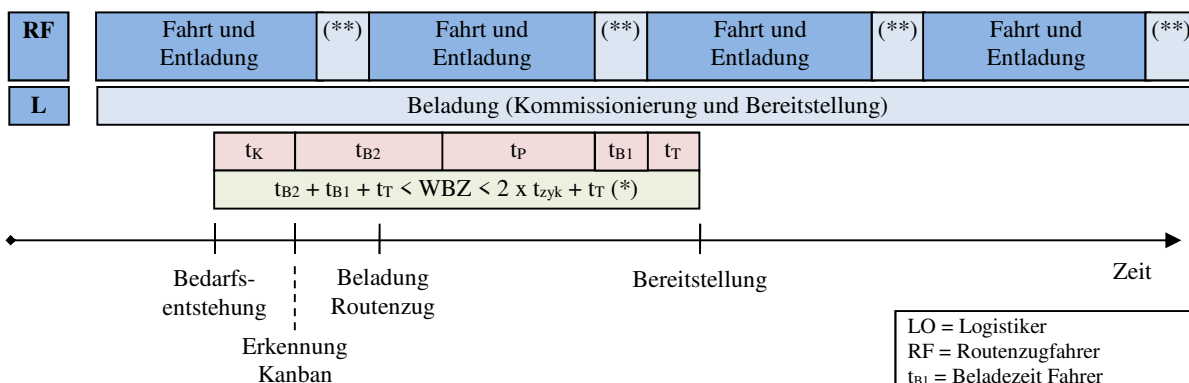 RF
Fahrt und
Entladung
(**)
Fahrt und
Entladung
(**)
Fahrt und
Entladung
(**)
Fahrt und
Entladung
(**)
L
Beladung (Kommissionierung und Bereitstellung)
tK
tB2
tP
tB1
tT
tB2 + tB1 + tT < WBZ < 2 x tzyk + tT (*)
Bedarfs-
entstehung
Beladung
Routenzug
Bereitstellung
Zeit
Erkennung
Kanban
LO = Logistiker
RF = Routenzugfahrer
tB1 = Beladezeit Fahrer